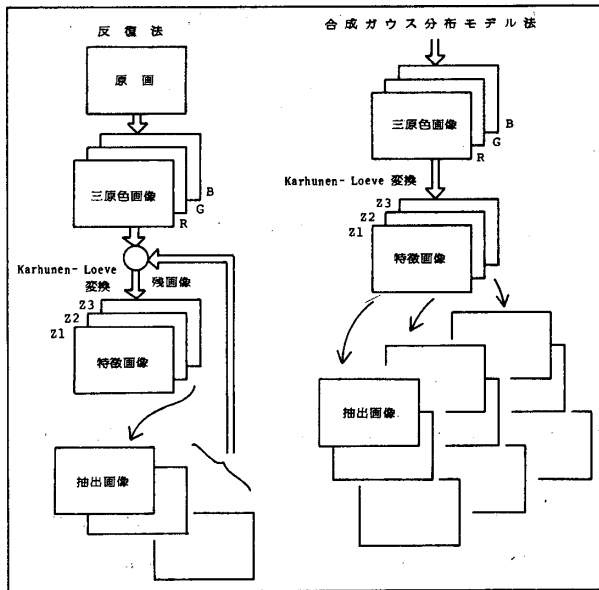 反復法
原画
三原色画像
B
G
R
Karhunen-Loeve
変換
残画像
Z3
Z2
Z1
特徴画像
抽出画像
合成ガウス分布モデル法
三原色画像
B
G
R
Karhunen-Loeve 変換
Z3
Z2
Z1
特徴画像
抽出画像